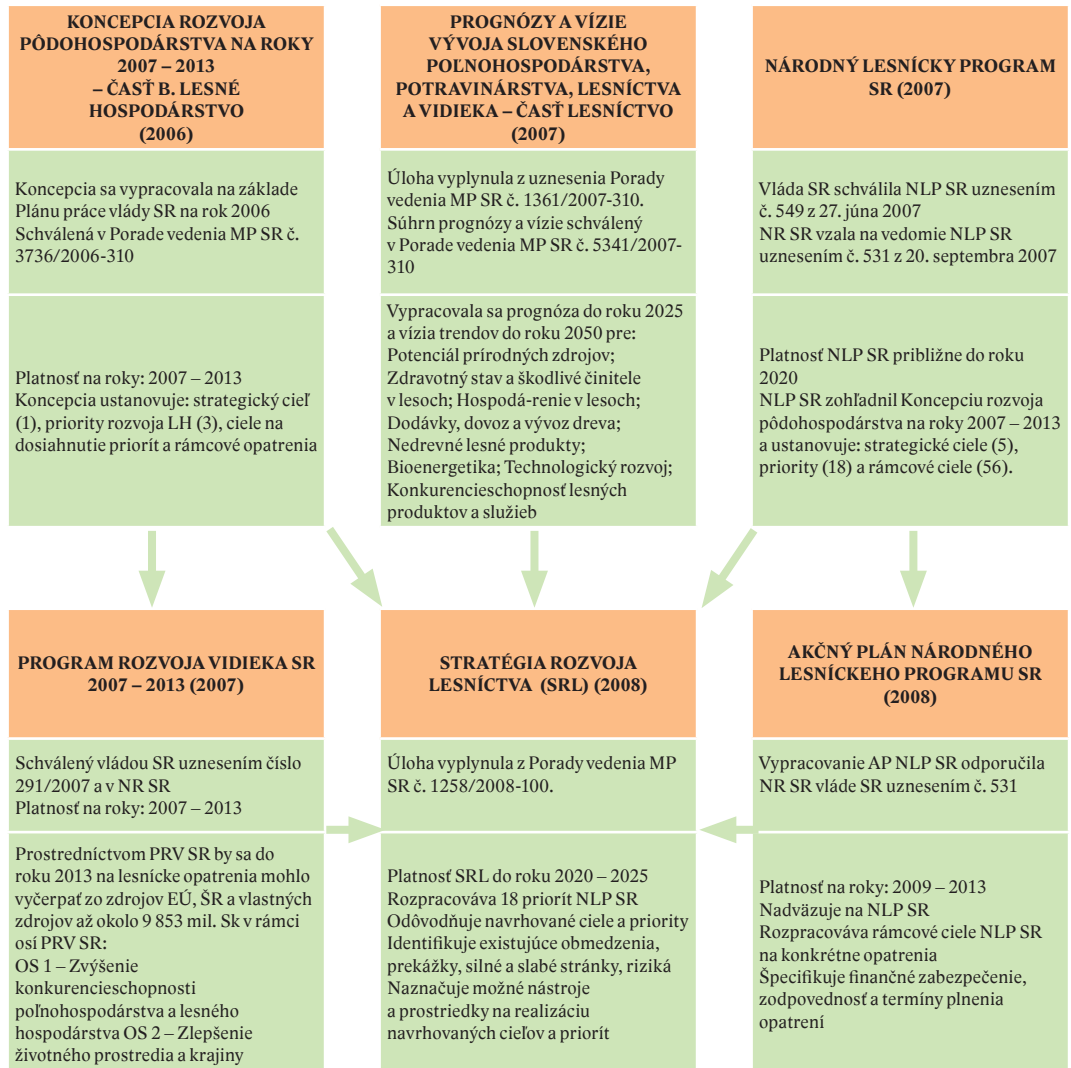 KONCEPCIA ROZVOJA
PÔDOHOSPODÁRSTVA NA ROKY
2007 – 2013
– ČASŤ B. LESNÉ
HOSPODÁRSTVO
(2006)
Koncepcia sa vypracovala na základe
Plánu práce vlády SR na rok 2006
Schválená v Porade vedenia MP SR č.
3736/2006-310
Platnosť na roky: 2007 – 2013
Koncepcia ustanovuje: strategický cieľ
(1), priority rozvoja LH (3), ciele na
dosiahnutie priorít a rámcové opatrenia
PROGNÓZY A VÍZIE
VÝVOJA SLOVENSKÉHO
POĽNOHOSPODÁRSTVA,
POTRAVINÁRSTVA, LESNÍCTVA
A VIDIEKA – ČASŤ LESNÍCTVO
(2007)
Úloha vyplynula z uznesenia Porady
vedenia MP SR č. 1361/2007-310.
Súhrn prognózy a vízie schválený
v Porade vedenia MP SR č. 5341/2007-
310
Vypracovala sa prognóza do roku 2025
a vízia trendov do roku 2050 pre:
Potenciál prírodných zdrojov;
Zdravotný stav a škodlivé činitele
v lesoch; Hospodá-renie v lesoch;
Dodávky, dovoz a vývoz dreva;
Nedrevné lesné produkty;
Bioenergetika; Technologický rozvoj;
Konkurencieschopnosť lesných
produktov a služieb
NÁRODNÝ LESNÍCKY PROGRAM
SR (2007)
Vláda SR schválila NLP SR uznesením
č. 549 z 27. júna 2007
NR SR vzala na vedomie NLP SR
uznesením č. 531 z 20. septembra 2007
Platnosť NLP SR približne do roku
2020
NLP SR zohľadnil Koncepciu rozvoja
pôdohospodárstva na roky 2007 – 2013
a ustanovuje: strategické ciele (5),
priority (18) a rámcové ciele (56).
PROGRAM ROZVOJA VIDIEKA SR
2007 – 2013 (2007)
Schválený vládou SR uznesením číslo
291/2007 a v NR SR
Platnosť na roky: 2007 – 2013
Prostredníctvom PRV SR by sa do
roku 2013 na lesnícke opatrenia mohlo
vyčerpať zo zdrojov EÚ, ŠR a vlastných
zdrojov až okolo 9 853 mil. Sk v rámci
osí PRV SR:
OS 1 – Zvýšenie
konkurencieschopnosti
poľnohospodárstva a lesného
hospodárstva OS 2 – Zlepšenie
životného prostredia a krajiny
STRATÉGIA ROZVOJA
LESNÍCTVA (SRL) (2008)
Úloha vyplynula z Porady vedenia MP
SR č. 1258/2008-100.
Platnosť SRL do roku 2020 – 2025
Rozpracováva 18 priorít NLP SR
Odôvodňuje navrhované ciele a priority
Identifikuje existujúce obmedzenia,
prekážky, silné a slabé stránky, riziká
Naznačuje možné nástroje
a prostriedky na realizáciu
navrhovaných cieľov a priorít
AKČNÝ PLÁN NÁRODNÉHO
LESNÍCKEHO PROGRAMU SR
(2008)
Vypracovanie AP NLP SR odporučila
NR SR vláde SR uznesením č. 531
Platnosť na roky: 2009 – 2013
Nadväzuje na NLP SR
Rozpracováva rámcové ciele NLP SR
na konkrétne opatrenia
Špecifikuje finančné zabezpečenie,
zodpovednosť a termíny plnenia
opatrení